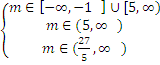 m ∈ [−∞, −1 ] ∪ [5, ∞)
m ∈ (5, ∞ )
m ∈ (27/5, ∞ )